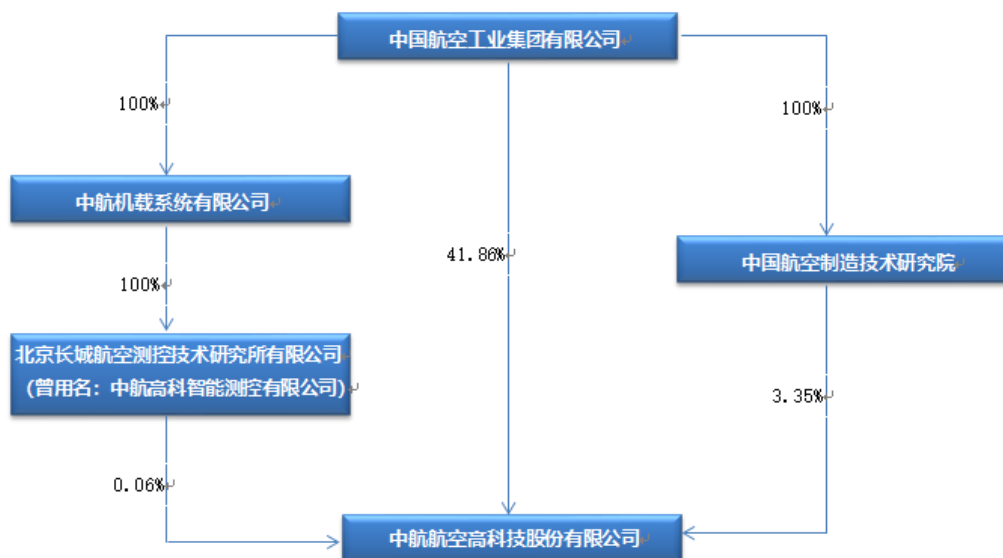 中国航空工业集团有限公司
100%
100%
中航机载系统有限公司
41.86%
中国航空制造技术研究院
100%
北京长城航空测控技术研究所有限公司
（曾用名：中航高科智能测控有限公司）
3.35%
0.06%
中航航空高科技股份有限公司